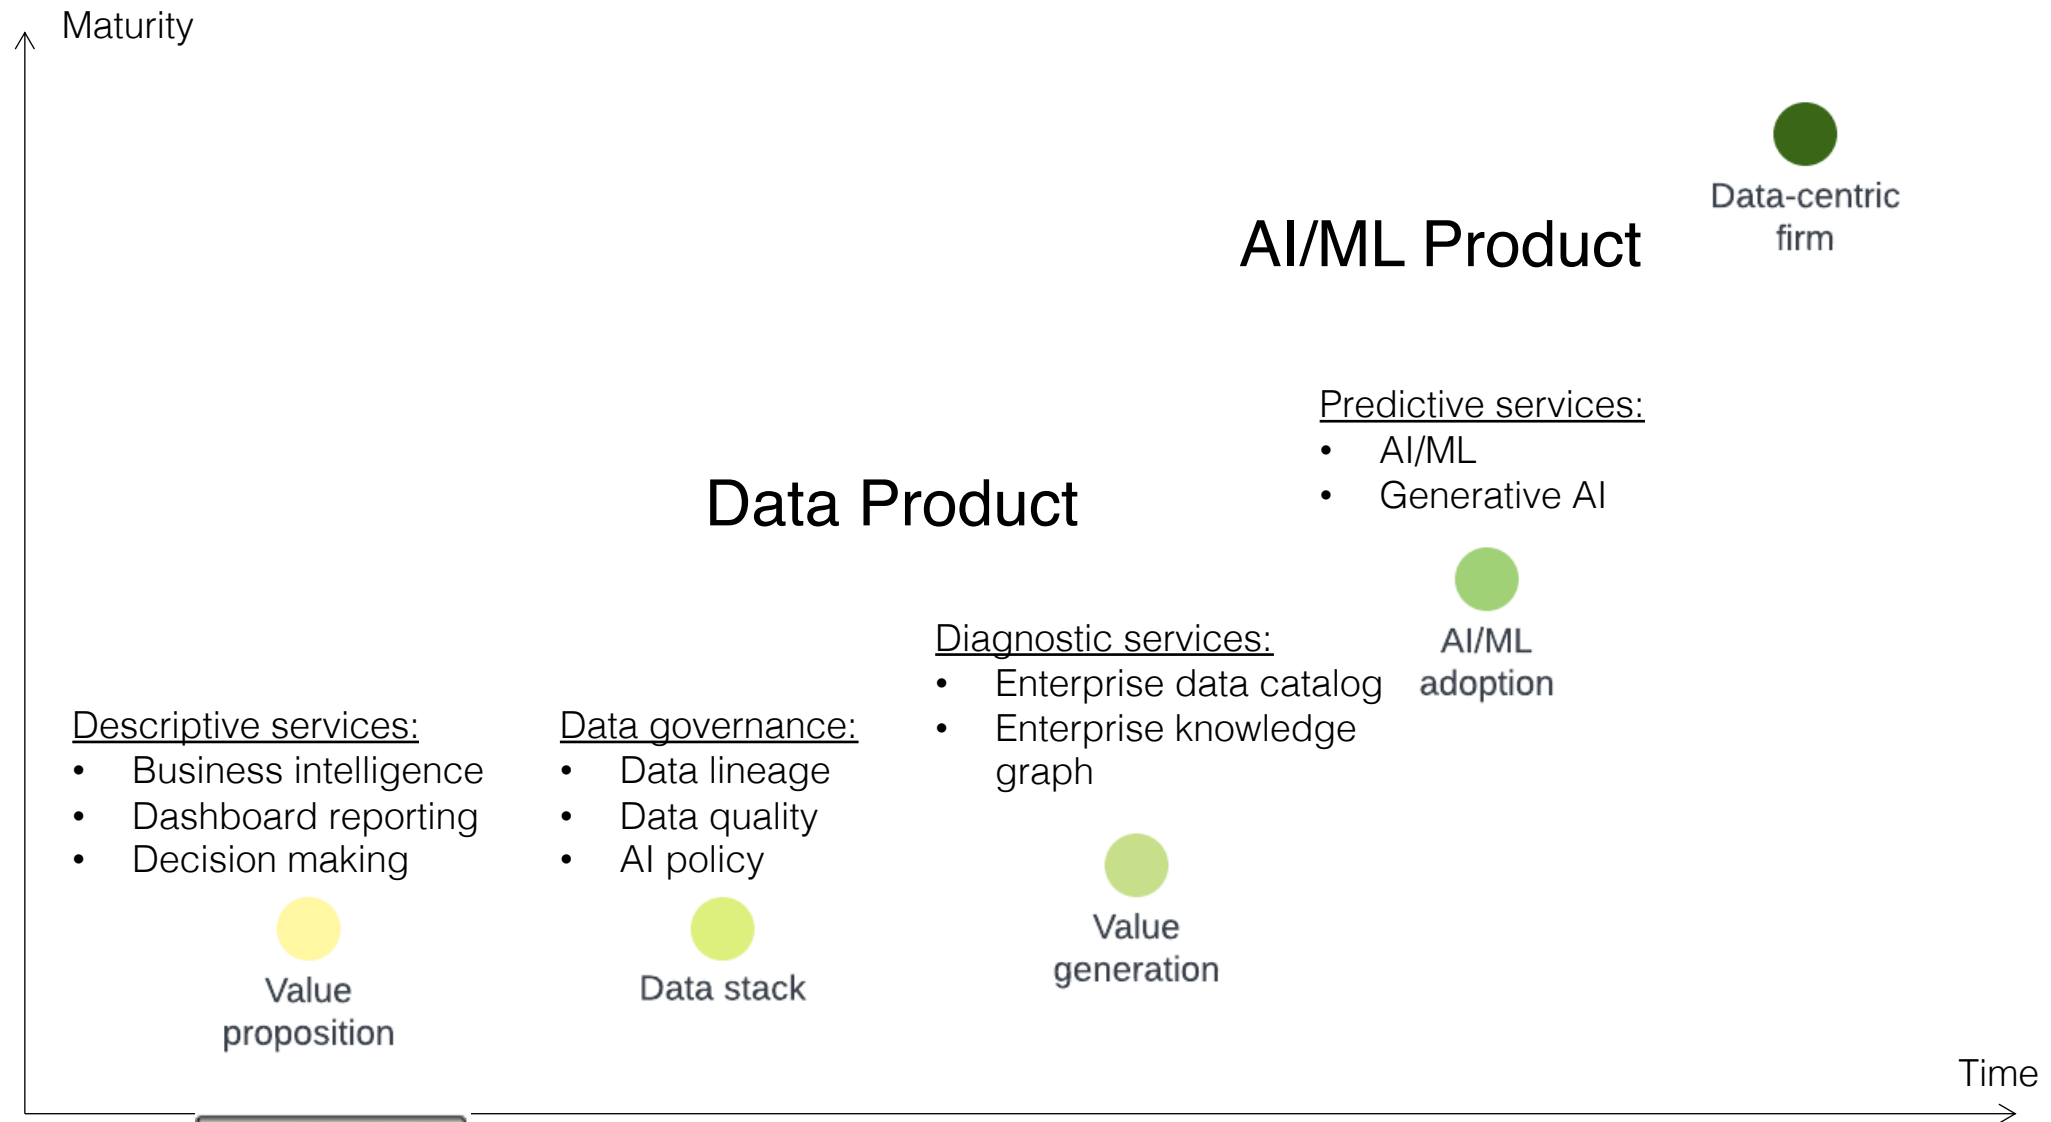 Maturity
Data-centric
firm
AI/ML Product
Predictive services:
• AI/ML
• Generative AI
Data Product
AI/ML
adoption
Diagnostic services:
• Enterprise data catalog
• Enterprise knowledge
graph
Descriptive services:
• Business intelligence
• Dashboard reporting
• Decision making
Data governance:
• Data lineage
• Data quality
• AI policy
Value
generation
Value
proposition
Data stack
Time